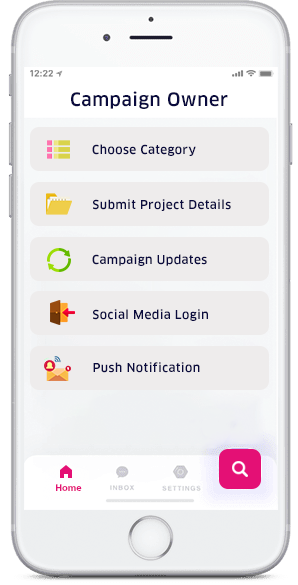 12:22
Campaign Owner
Choose Category
Submit Project Details
Campaign Updates
Social Media Login
Push Notification
Home
INBOX
SETTINGS